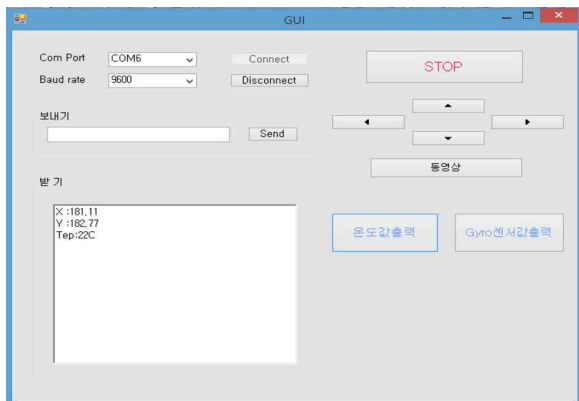 GUI
Com Port COM6 Connect
Baud rate 9600 Disconnect
STOP
보내기
Send
동영상
받 기
X :181,11
Y :182,77
Tep:22C
온도값출력 Gyro센서값출력